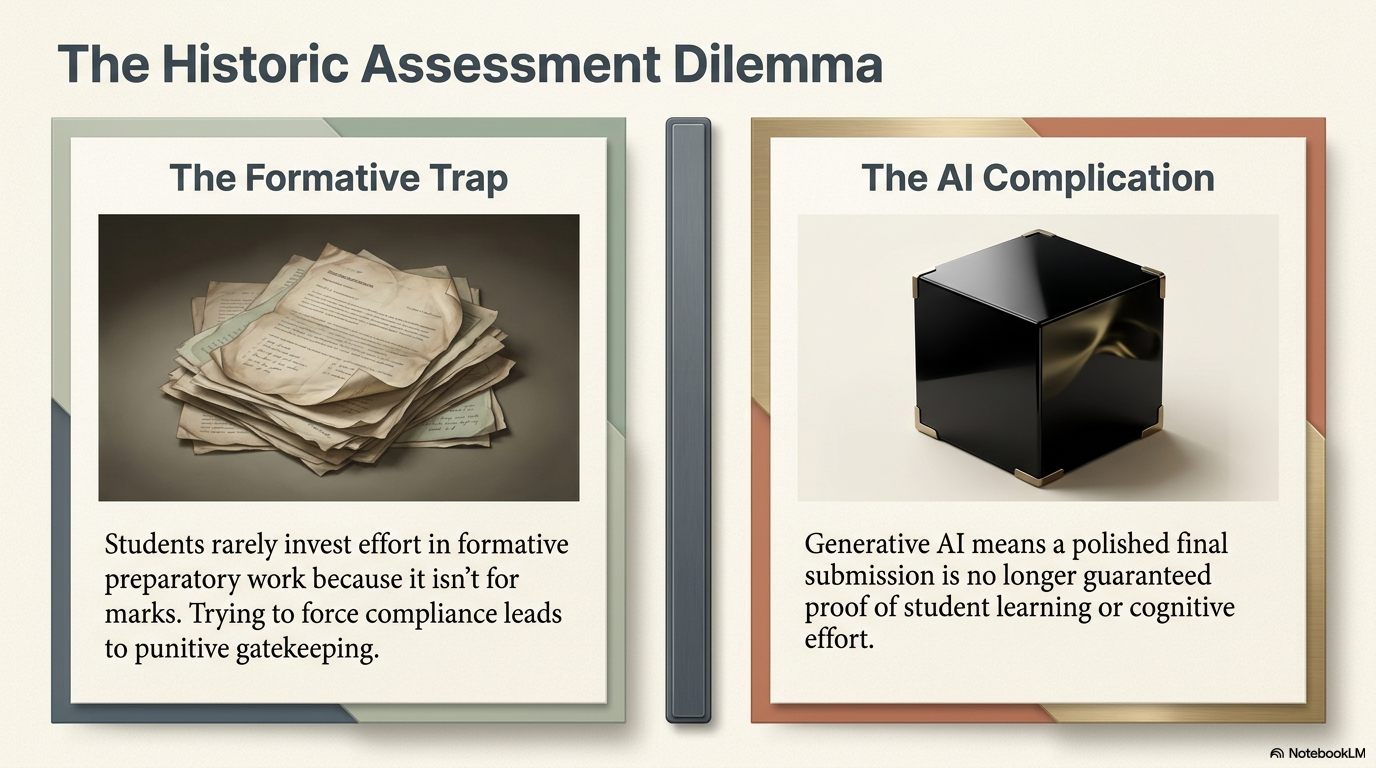 The Historic Assessment Dilemma
The Formative Trap
Students rarely invest effort in formative
preparatory work because it isn’t for
marks. Trying to force compliance leads
to punitive gatekeeping.
The AI Complication
Generative AI means a polished final
submission is no longer guaranteed
proof of student learning or cognitive
effort.
NotebookLM